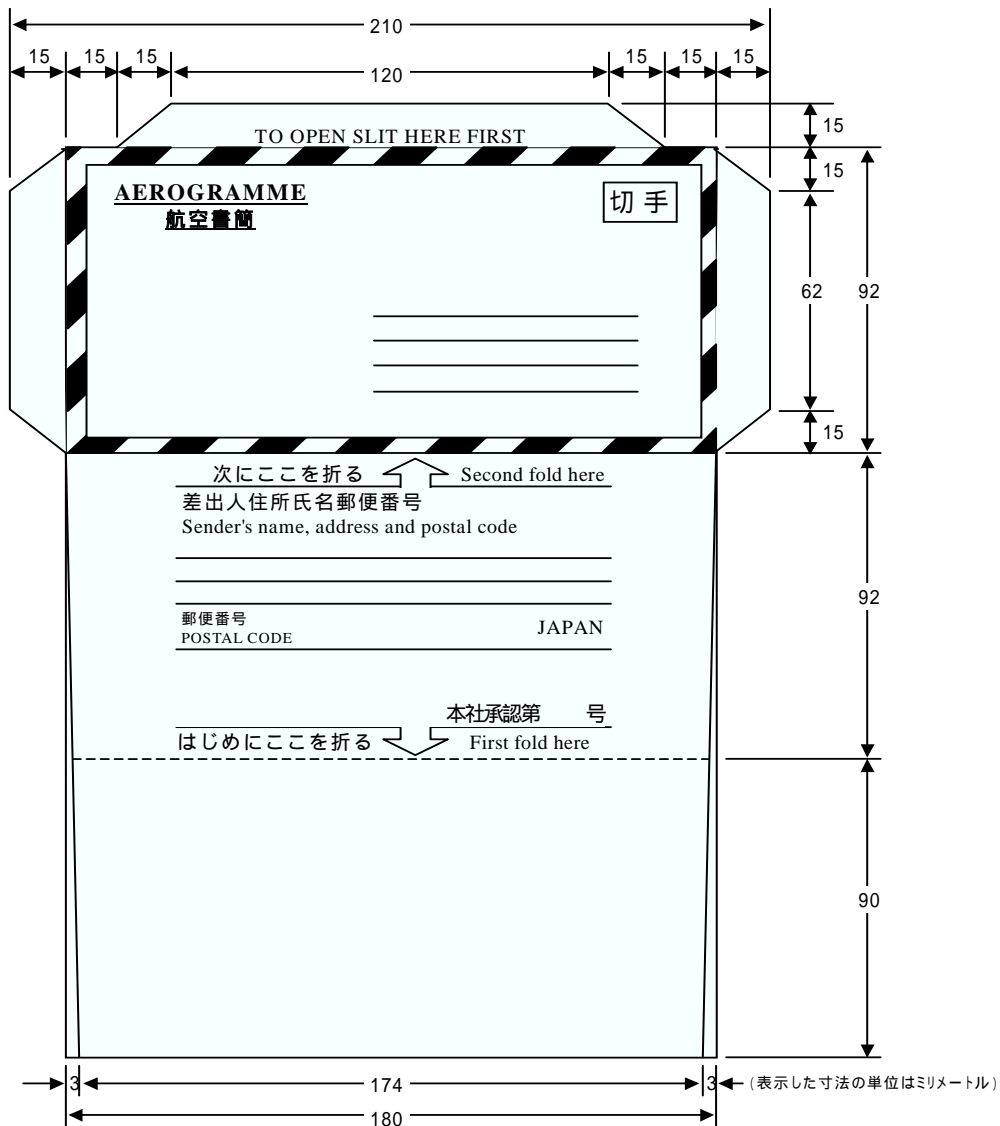 210
15 15 15 15 15 15
120
15
TO OPEN SLIT HERE FIRST
15
AEROGRAMME
切手
航空書簡
62 92
15
次にここを折る Second fold here
差出人住所氏名郵便番号
Sender's name, address and postal code
92
郵便番号
POSTAL CODE JAPAN
本社承認第 号
はじめにここを折る First fold here
90
3 174 3 (表示した寸法の単位はミリメートル)
180